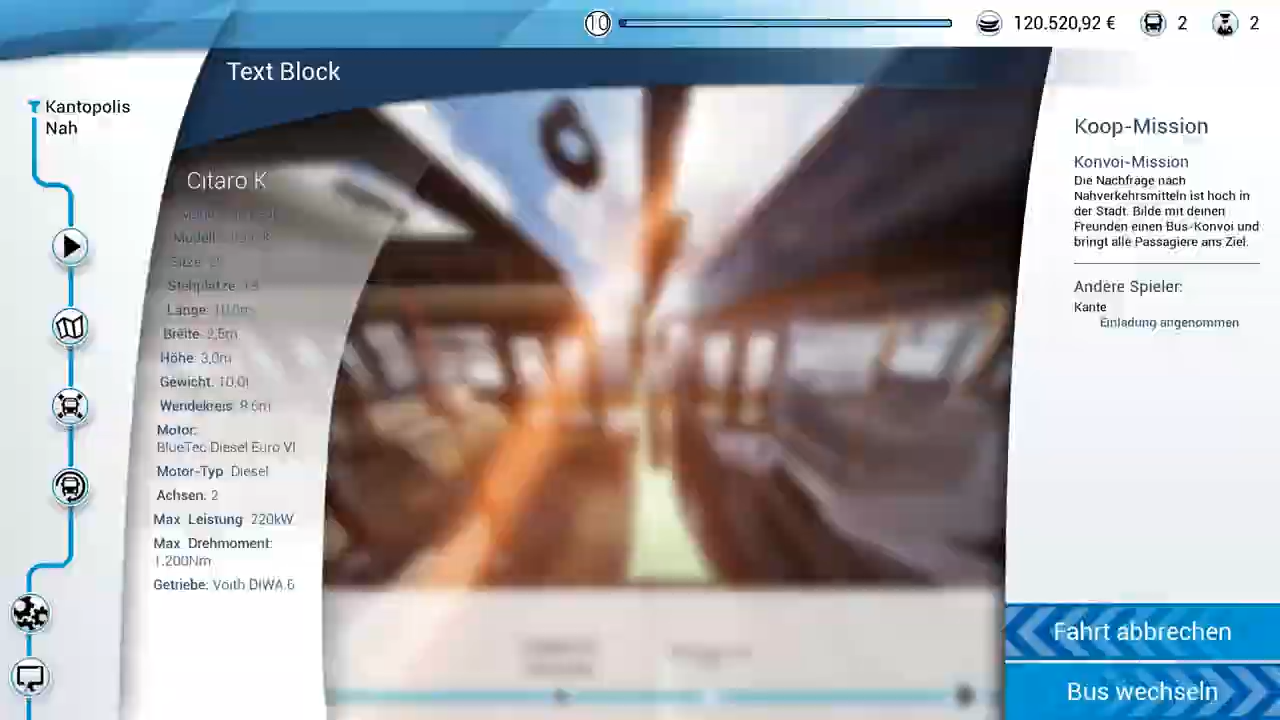 10
120.520,92 €
2
2
Text Block
Kantopolis
Nah
Citaro K
Länge: 10,0m
Breite: 2,5m
Höhe: 3,0m
Gewicht: 10,0t
Wendekreis: 8,6m
Motor:
BlueTec Diesel Euro VI
Motor-Typ Diesel
Achsen: 2
Max Leistung 220kW
Max Drehmoment:
1.200Nm
Getriebe: Voith DIWA.6
Koop-Mission
Konvoi-Mission
Die Nachfrage nach
Nahverkehrsmitteln ist hoch in
der Stadt. Bilde mit deinen
Freunden einen Bus-Konvoi und
bringt alle Passagiere ans Ziel.
Andere Spieler:
Kante
Einladung angenommen
Fahrt abbrechen
Bus wechseln